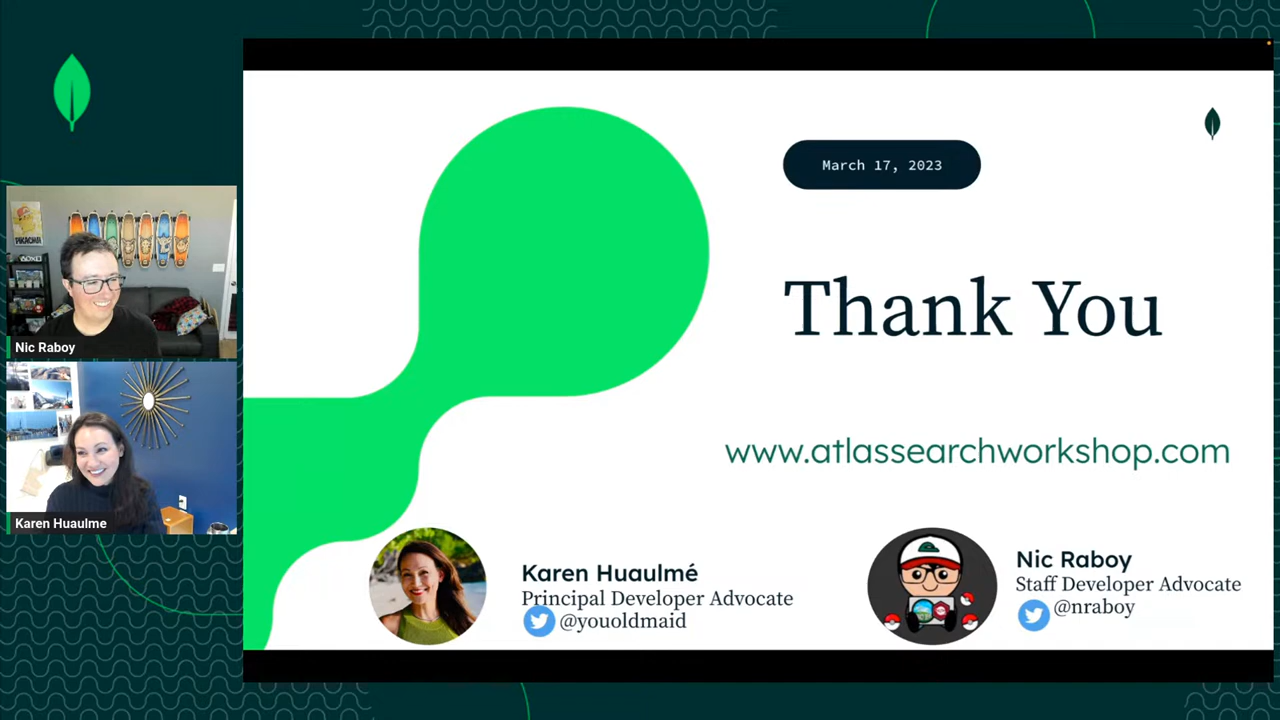 PIKACHU
Nic Raboy
Karen Huaulme
March 17, 2023
Thank You
www.atlassearchworkshop.com
Karen Huaulmé
Principal Developer Advocate
@youoldmaid
Nic Raboy
Staff Developer Advocate
@nraboy